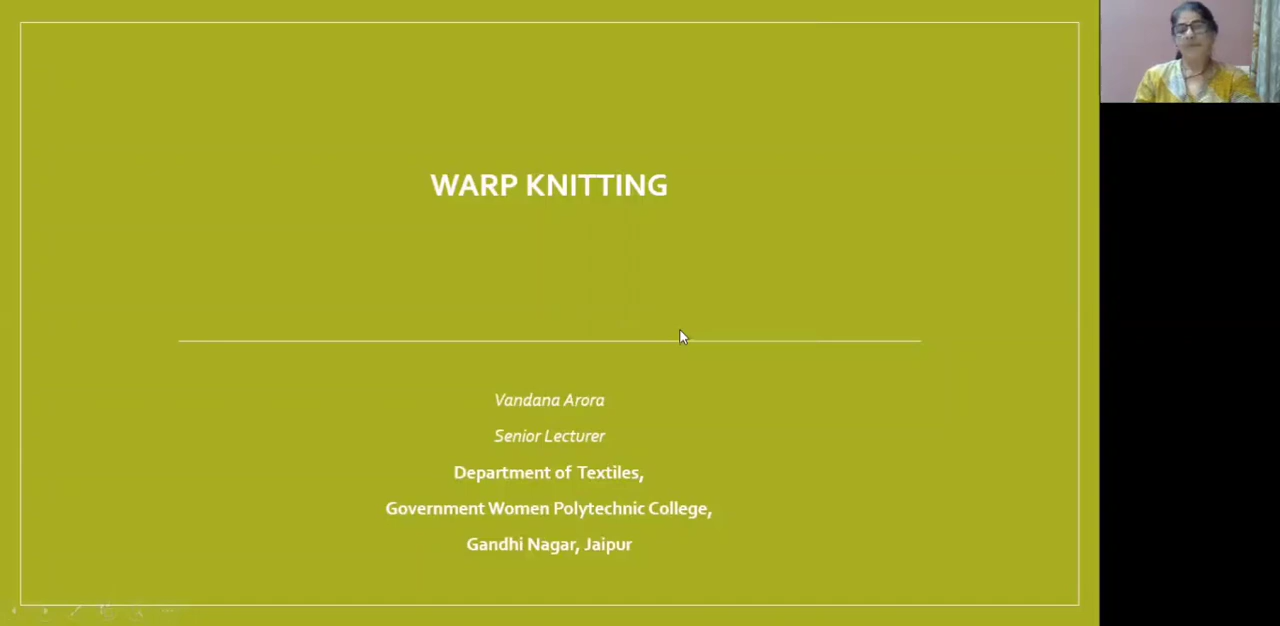 WARP KNITTING
Vandana Arora
Senior Lecturer
Department of Textiles,
Government Women Polytechnic College,
Gandhi Nagar, Jaipur